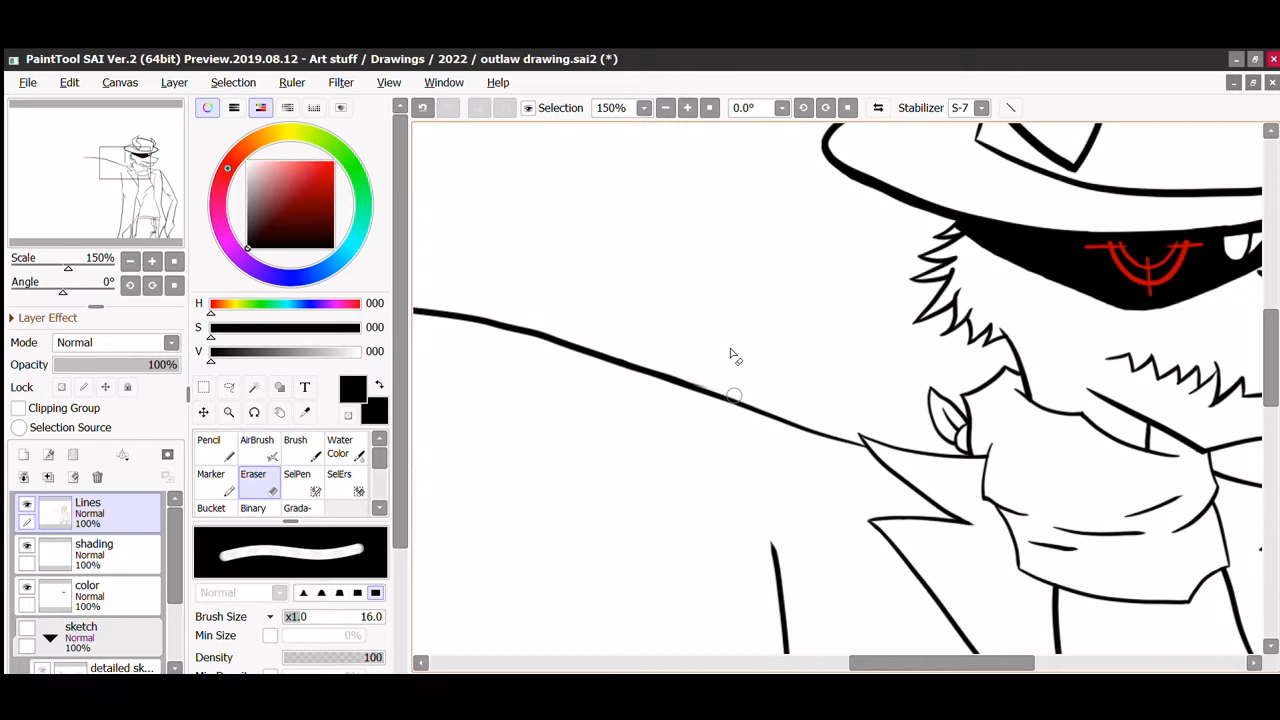 PaintTool SAI Ver.2 (64bit) Preview.2019.08.12 - Art stuff / Drawings / 2022 / outlaw drawing.sai2 (*)
File Edit Canvas Layer Selection Ruler Filter View Window Help
Selection 150% 0.0° Stabilizer S-7
Scale 150%
Angle 0°
Layer Effect
Mode Normal
Opacity 100%
Lock
Clipping Group
Selection Source
Lines
Normal
100%
shading
Normal
100%
color
Normal
100%
sketch
Normal
100%
detailed sk...
H 000
S 000
V 000
T
Pencil AirBrush Brush Water Color
Marker Eraser SelPen SelErs
Bucket Binary Grada-
Normal
Brush Size x1.0 16.0
Min Size 0%
Density 100